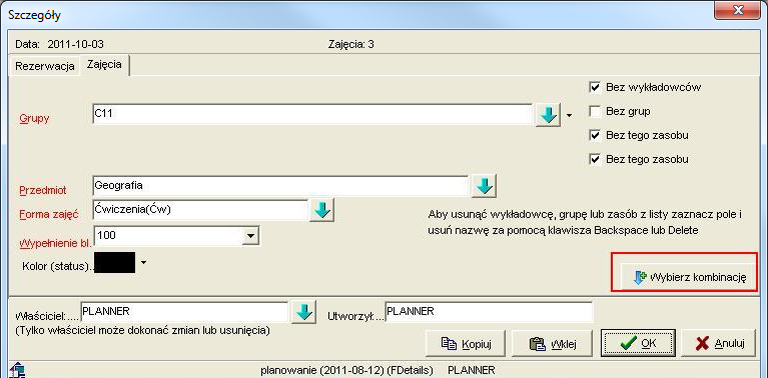 Szczegóły
Data: 2011-10-03 Zajęcia: 3
Rezerwacja Zajęcia
Bez wykładowców
Grupy C11 Bez grup
Bez tego zasobu
Bez tego zasobu
Przedmiot Geografia
Forma zajęć Ćwiczenia(Ćw)
Aby usunąć wykładowcę, grupę lub zasób z listy zaznacz pole i
usuń nazwę za pomocą klawisza Backspace lub Delete
Wypełnienie bl. 100
Kolor (status)..
Wybierz kombinację
Właściciel:.... PLANNER Utworzył:... PLANNER
(Tylko właściciel może dokonać zmian lub usunięcia)
Kopiuj Wklej OK Anuluj
planowanie (2011-08-12) (FDetails) PLANNER